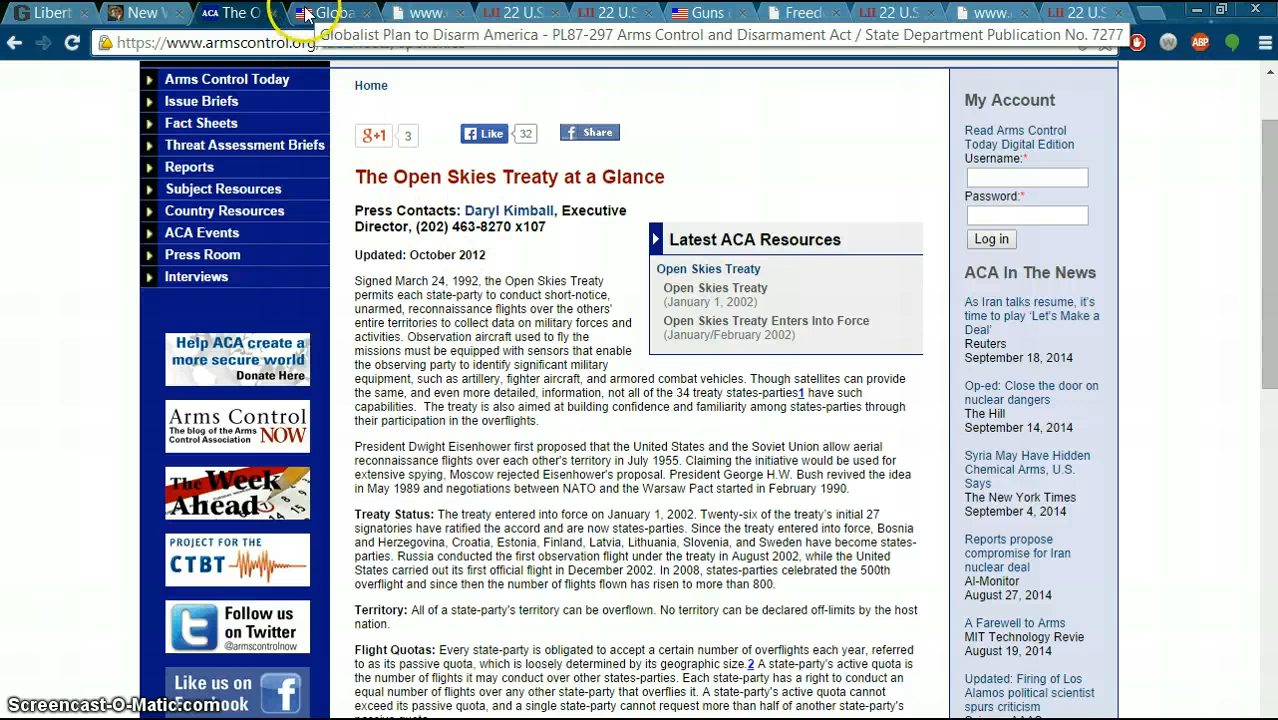 Libert
New V
ACA The O
Globa
www.
LII 22 U.S
LII 22 U.S
Guns
Freed
LII 22 U.S
www.
LII 22 U.S
https://www.armscontrol.org/
Globalist Plan to Disarm America - PL87-297 Arms Control and Disarmament Act / State Department Publication No. 7277
ABP
Arms Control Today
Issue Briefs
Fact Sheets
Threat Assessment Briefs
Reports
Subject Resources
Country Resources
ACA Events
Press Room
Interviews
Help ACA create a
more secure world
Donate Here
Arms Control
The blog of the Arms
Control Association NOW
The Week
Ahead
PROJECT FOR THE
CTBT
Follow us
on Twitter
@armscontrolnow
Like us on
Facebook
Home
g+1 3
Like 32
Share
The Open Skies Treaty at a Glance
Press Contacts: Daryl Kimball, Executive
Director, (202) 463-8270 x107
Updated: October 2012
Signed March 24, 1992, the Open Skies Treaty
permits each state-party to conduct short-notice,
unarmed, reconnaissance flights over the others'
entire territories to collect data on military forces and
activities. Observation aircraft used to fly the
missions must be equipped with sensors that enable
the observing party to identify significant military
equipment, such as artillery, fighter aircraft, and armored combat vehicles. Though satellites can provide
the same, and even more detailed, information, not all of the 34 treaty states-parties1 have such
capabilities. The treaty is also aimed at building confidence and familiarity among states-parties through
their participation in the overflights.
Latest ACA Resources
Open Skies Treaty
Open Skies Treaty
(January 1, 2002)
Open Skies Treaty Enters Into Force
(January/February 2002)
President Dwight Eisenhower first proposed that the United States and the Soviet Union allow aerial
reconnaissance flights over each other's territory in July 1955. Claiming the initiative would be used for
extensive spying, Moscow rejected Eisenhower's proposal. President George H.W. Bush revived the idea
in May 1989 and negotiations between NATO and the Warsaw Pact started in February 1990.
Treaty Status: The treaty entered into force on January 1, 2002. Twenty-six of the treaty's initial 27
signatories have ratified the accord and are now states-parties. Since the treaty entered into force, Bosnia
and Herzegovina, Croatia, Estonia, Finland, Latvia, Lithuania, Slovenia, and Sweden have become states-
parties. Russia conducted the first observation flight under the treaty in August 2002, while the United
States carried out its first official flight in December 2002. In 2008, states-parties celebrated the 500th
overflight and since then the number of flights flown has risen to more than 800.
Territory: All of a state-party's territory can be overflown. No territory can be declared off-limits by the host
nation.
Flight Quotas: Every state-party is obligated to accept a certain number of overflights each year, referred
to as its passive quota, which is loosely determined by its geographic size.2 A state-party's active quota is
the number of flights it may conduct over other states-parties. Each state-party has a right to conduct an
equal number of flights over any other state-party that overflies it. A state-party's active quota cannot
exceed its passive quota, and a single state-party cannot request more than half of another state-party's
passive quota.
My Account
Read Arms Control
Today Digital Edition
Username:*
Password:*
Log in
ACA In The News
As Iran talks resume, it's
time to play 'Let's Make a
Deal'
Reuters
September 18, 2014
Op-ed: Close the door on
nuclear dangers
The Hill
September 14, 2014
Syria May Have Hidden
Chemical Arms, U.S.
Says
The New York Times
September 4, 2014
Reports propose
compromise for Iran
nuclear deal
Al-Monitor
August 27, 2014
A Farewell to Arms
MIT Technology Revie
August 19, 2014
Updated: Firing of Los
Alamos political scientist
spurs criticism
Screencast-O-Matic.com